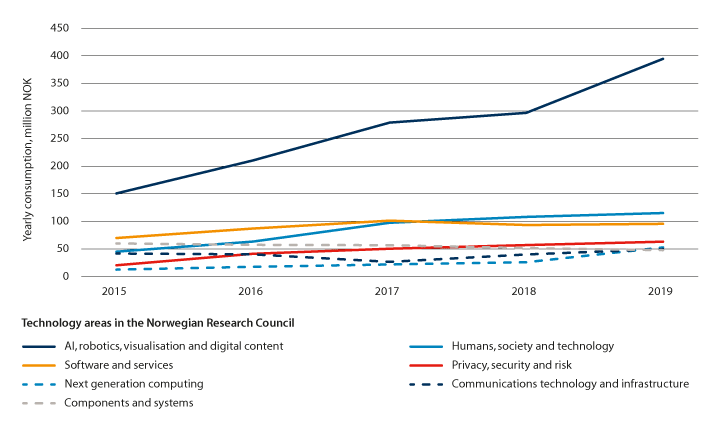 450
400
350
300
250
200
150
100
50
0
Yearly consumption, million NOK
2015 2016 2017 2018 2019
Technology areas in the Norwegian Research Council
AI, robotics, visualisation and digital content Humans, society and technology
Software and services Privacy, security and risk
Next generation computing Communications technology and infrastructure
Components and systems